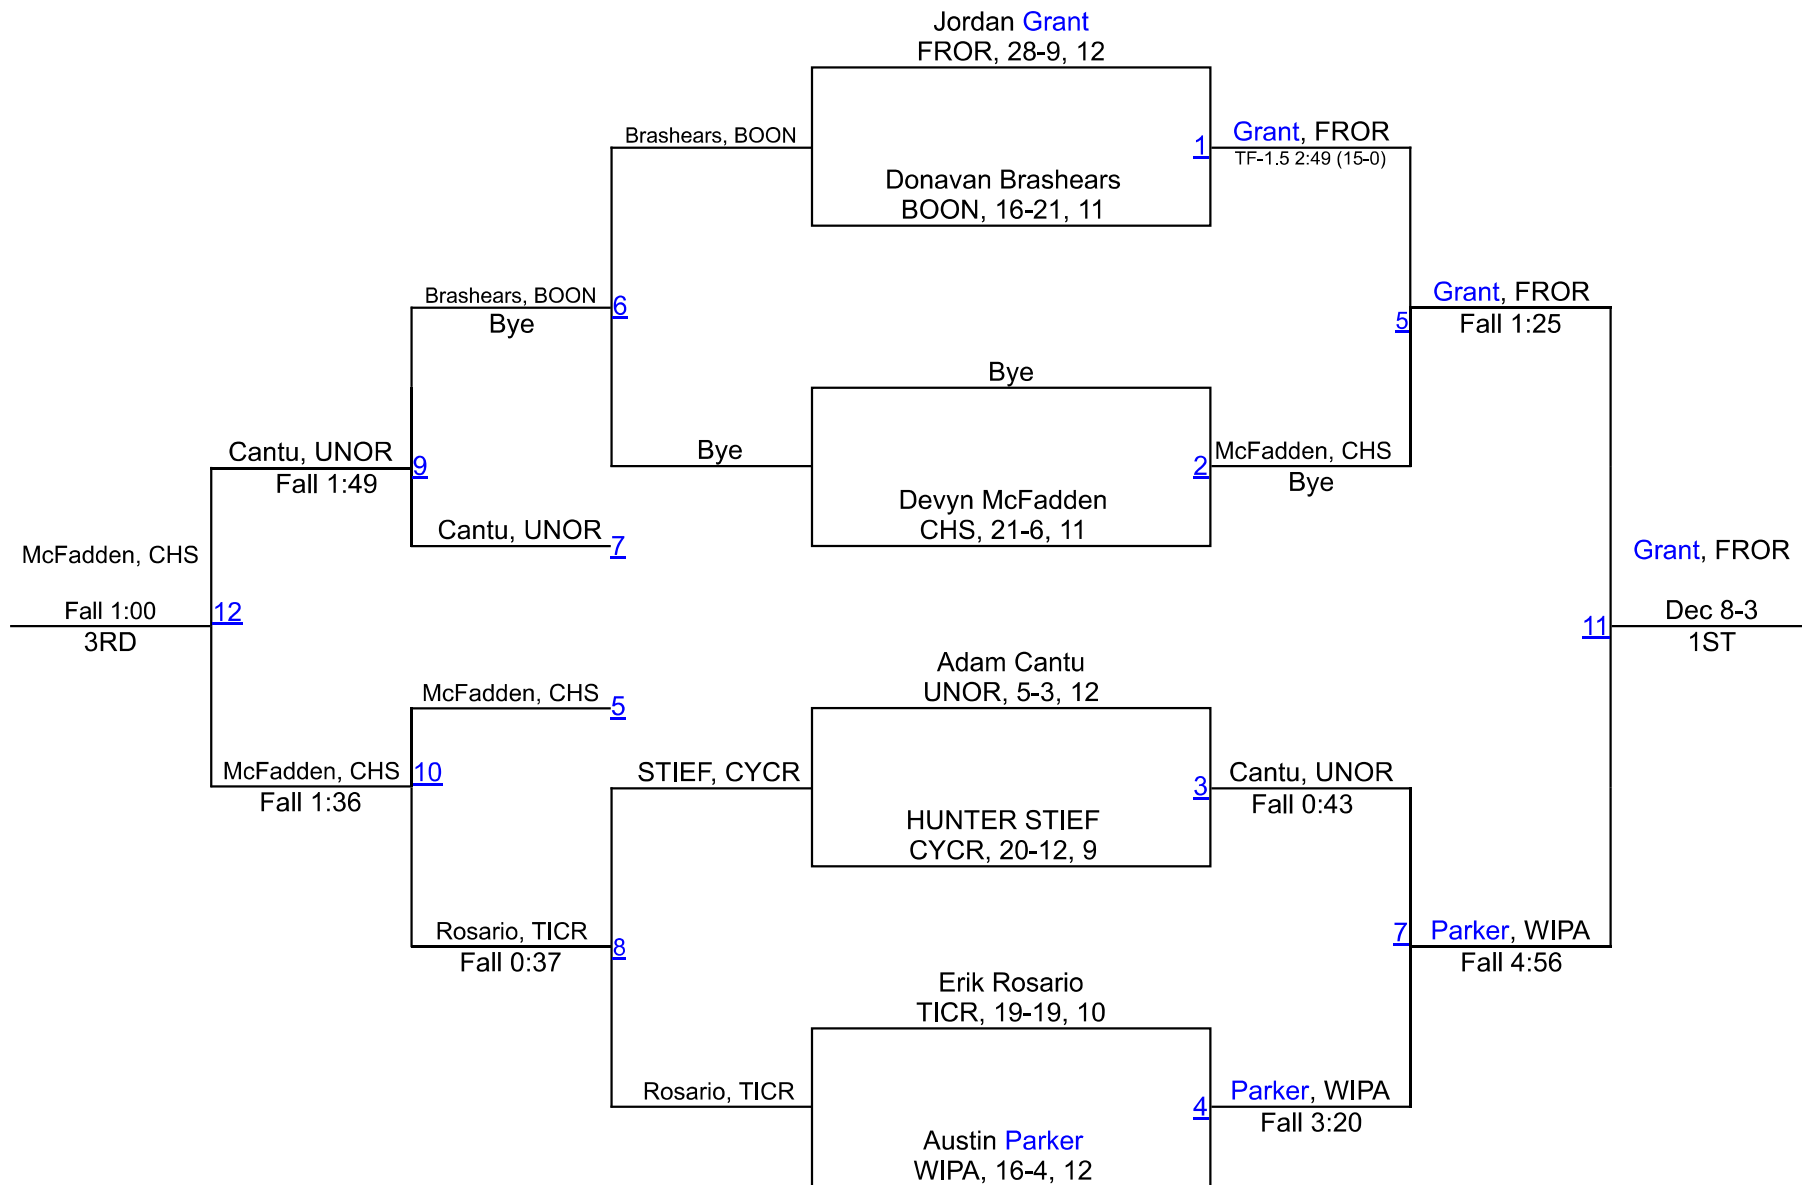 Jordan Grant
FROR, 28-9, 12
Brashears, BOON
1
Grant, FROR
TF-1.5 2:49 (15-0)
Donavan Brashears
BOON, 16-21, 11
Brashears, BOON
Bye
6
Grant, FROR
Fall 1:25
5
Bye
Cantu, UNOR
Fall 1:49
9
Bye
2
McFadden, CHS
Bye
Devyn McFadden
CHS, 21-6, 11
Cantu, UNOR
7
McFadden, CHS
Fall 1:00
3RD
12
Grant, FROR
Dec 8-3
1ST
11
Adam Cantu
UNOR, 5-3, 12
McFadden, CHS
5
McFadden, CHS
Fall 1:36
10
STIEF, CYCR
3
Cantu, UNOR
Fall 0:43
HUNTER STIEF
CYCR, 20-12, 9
Rosario, TICR
Fall 0:37
8
7
Parker, WIPA
Fall 4:56
Erik Rosario
TICR, 19-19, 10
Rosario, TICR
4
Parker, WIPA
Fall 3:20
Austin Parker
WIPA, 16-4, 12